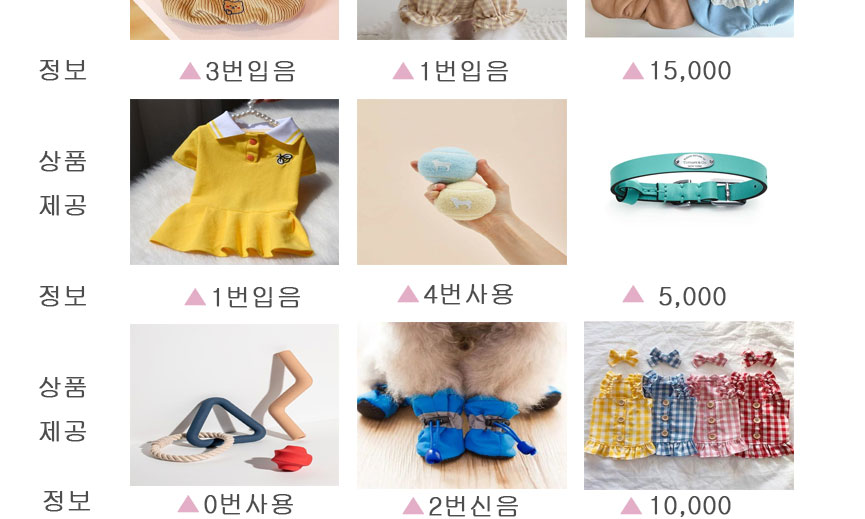 정보 ▲3번입음 ▲1번입음 ▲15,000
상품
제공
정보 ▲1번입음 ▲4번사용 ▲ 5,000
상품
제공
정보 ▲0번사용 ▲2번신음 ▲10,000